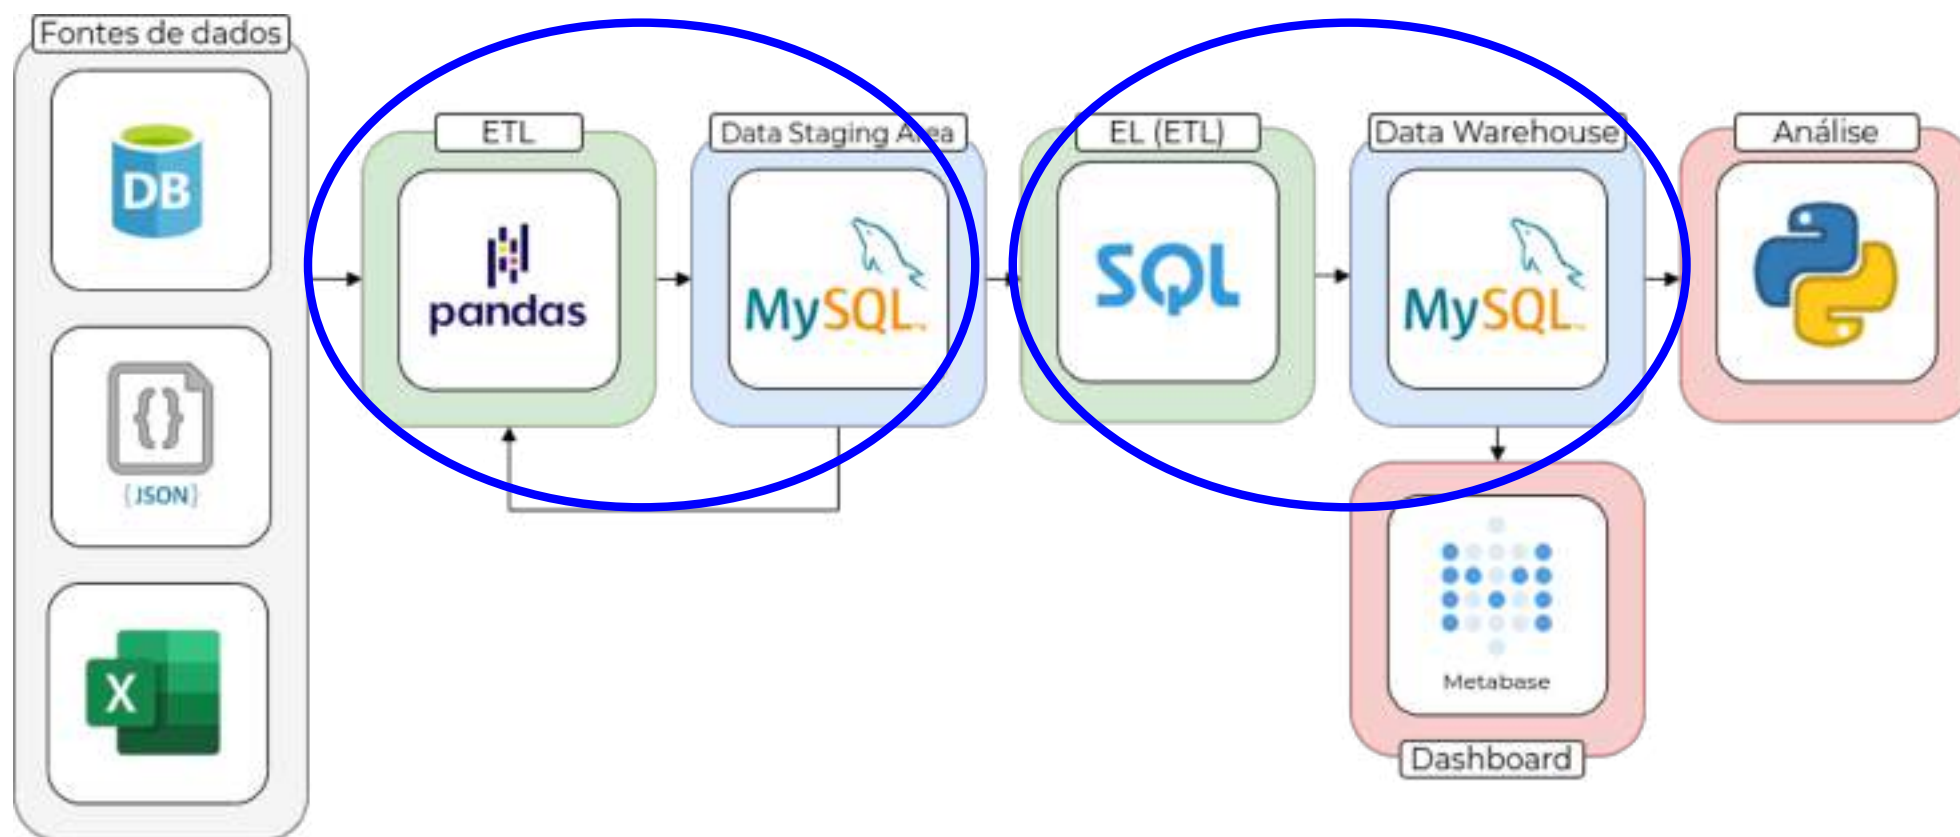 Fontes de dados
DB
{}
{JSON}
X
ETL
pandas
Data Staging Area
MySQL
EL (ETL)
SQL
Data Warehouse
MySQL
Análise
Metabase
Dashboard